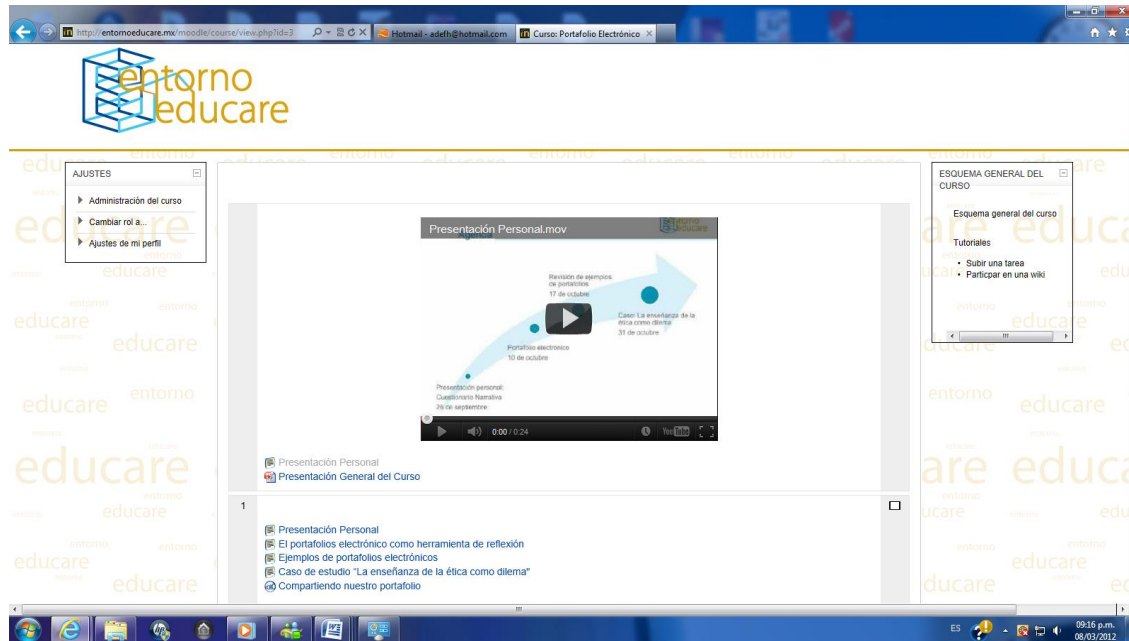 http://entornoeducare.mx/moodle/course/view.php?id=3
Hotmail - adefh@hotmail.com
Curso: Portafolio Electrónico
entorno
educare
AJUSTES
Administración del curso
Cambiar rol a...
Ajustes de mi perfil
Presentación Personal.mov
Agenda
entorno
educare
Revisión de ejemplos
de portafolios
17 de octubre
Caso: La enseñanza de la
ética como dilema
31 de octubre
Portafolio electrónico
10 de octubre
Presentación personal:
Cuestionario Narrativa
26 de septiembre
0:00 / 0:24
YouTube
Presentación Personal
Presentación General del Curso
1
Presentación Personal
El portafolios electrónico como herramienta de reflexión
Ejemplos de portafolios electrónicos
Caso de estudio "La enseñanza de la ética como dilema"
Compartiendo nuestro portafolio
ESQUEMA GENERAL DEL
CURSO
Esquema general del curso
Tutoriales
• Subir una tarea
• Particpar en una wiki
ES
09:16 p.m.
08/03/2012